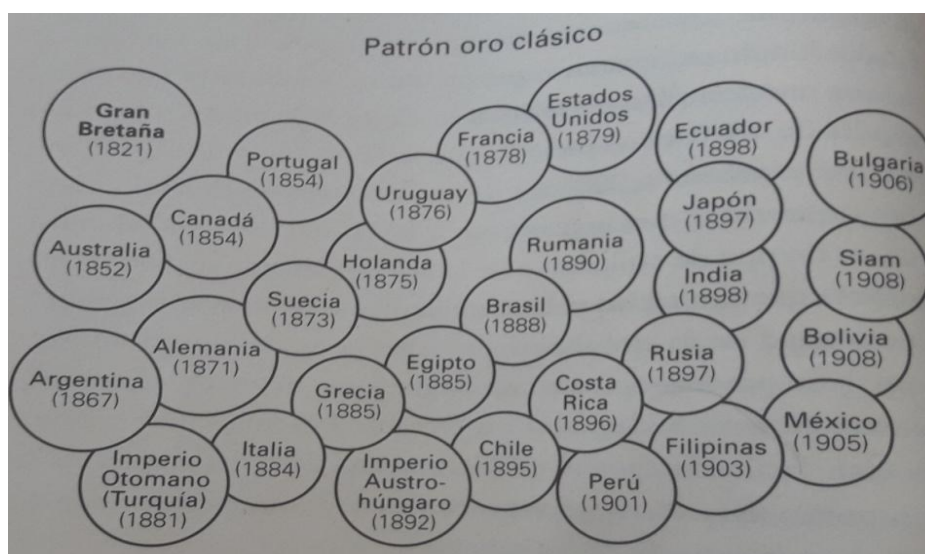 Patrón oro clásico
Gran
Bretaña
(1821)
Portugal
(1854)
Canadá
(1854)
Australia
(1852)
Uruguay
(1876)
Francia
(1878)
Estados
Unidos
(1879)
Ecuador
(1898)
Japón
(1897)
India
(1898)
Bulgaria
(1906)
Siam
(1908)
Bolivia
(1908)
Holanda
(1875)
Suecia
(1873)
Rumania
(1890)
Brasil
(1888)
Alemania
(1871)
Argentina
(1867)
Egipto
(1885)
Grecia
(1885)
Rusia
(1897)
Costa
Rica
(1896)
México
(1905)
Filipinas
(1903)
Imperio
Otomano
(Turquía)
(1881)
Italia
(1884)
Imperio
Austro-
húngaro
(1892)
Chile
(1895)
Perú
(1901)